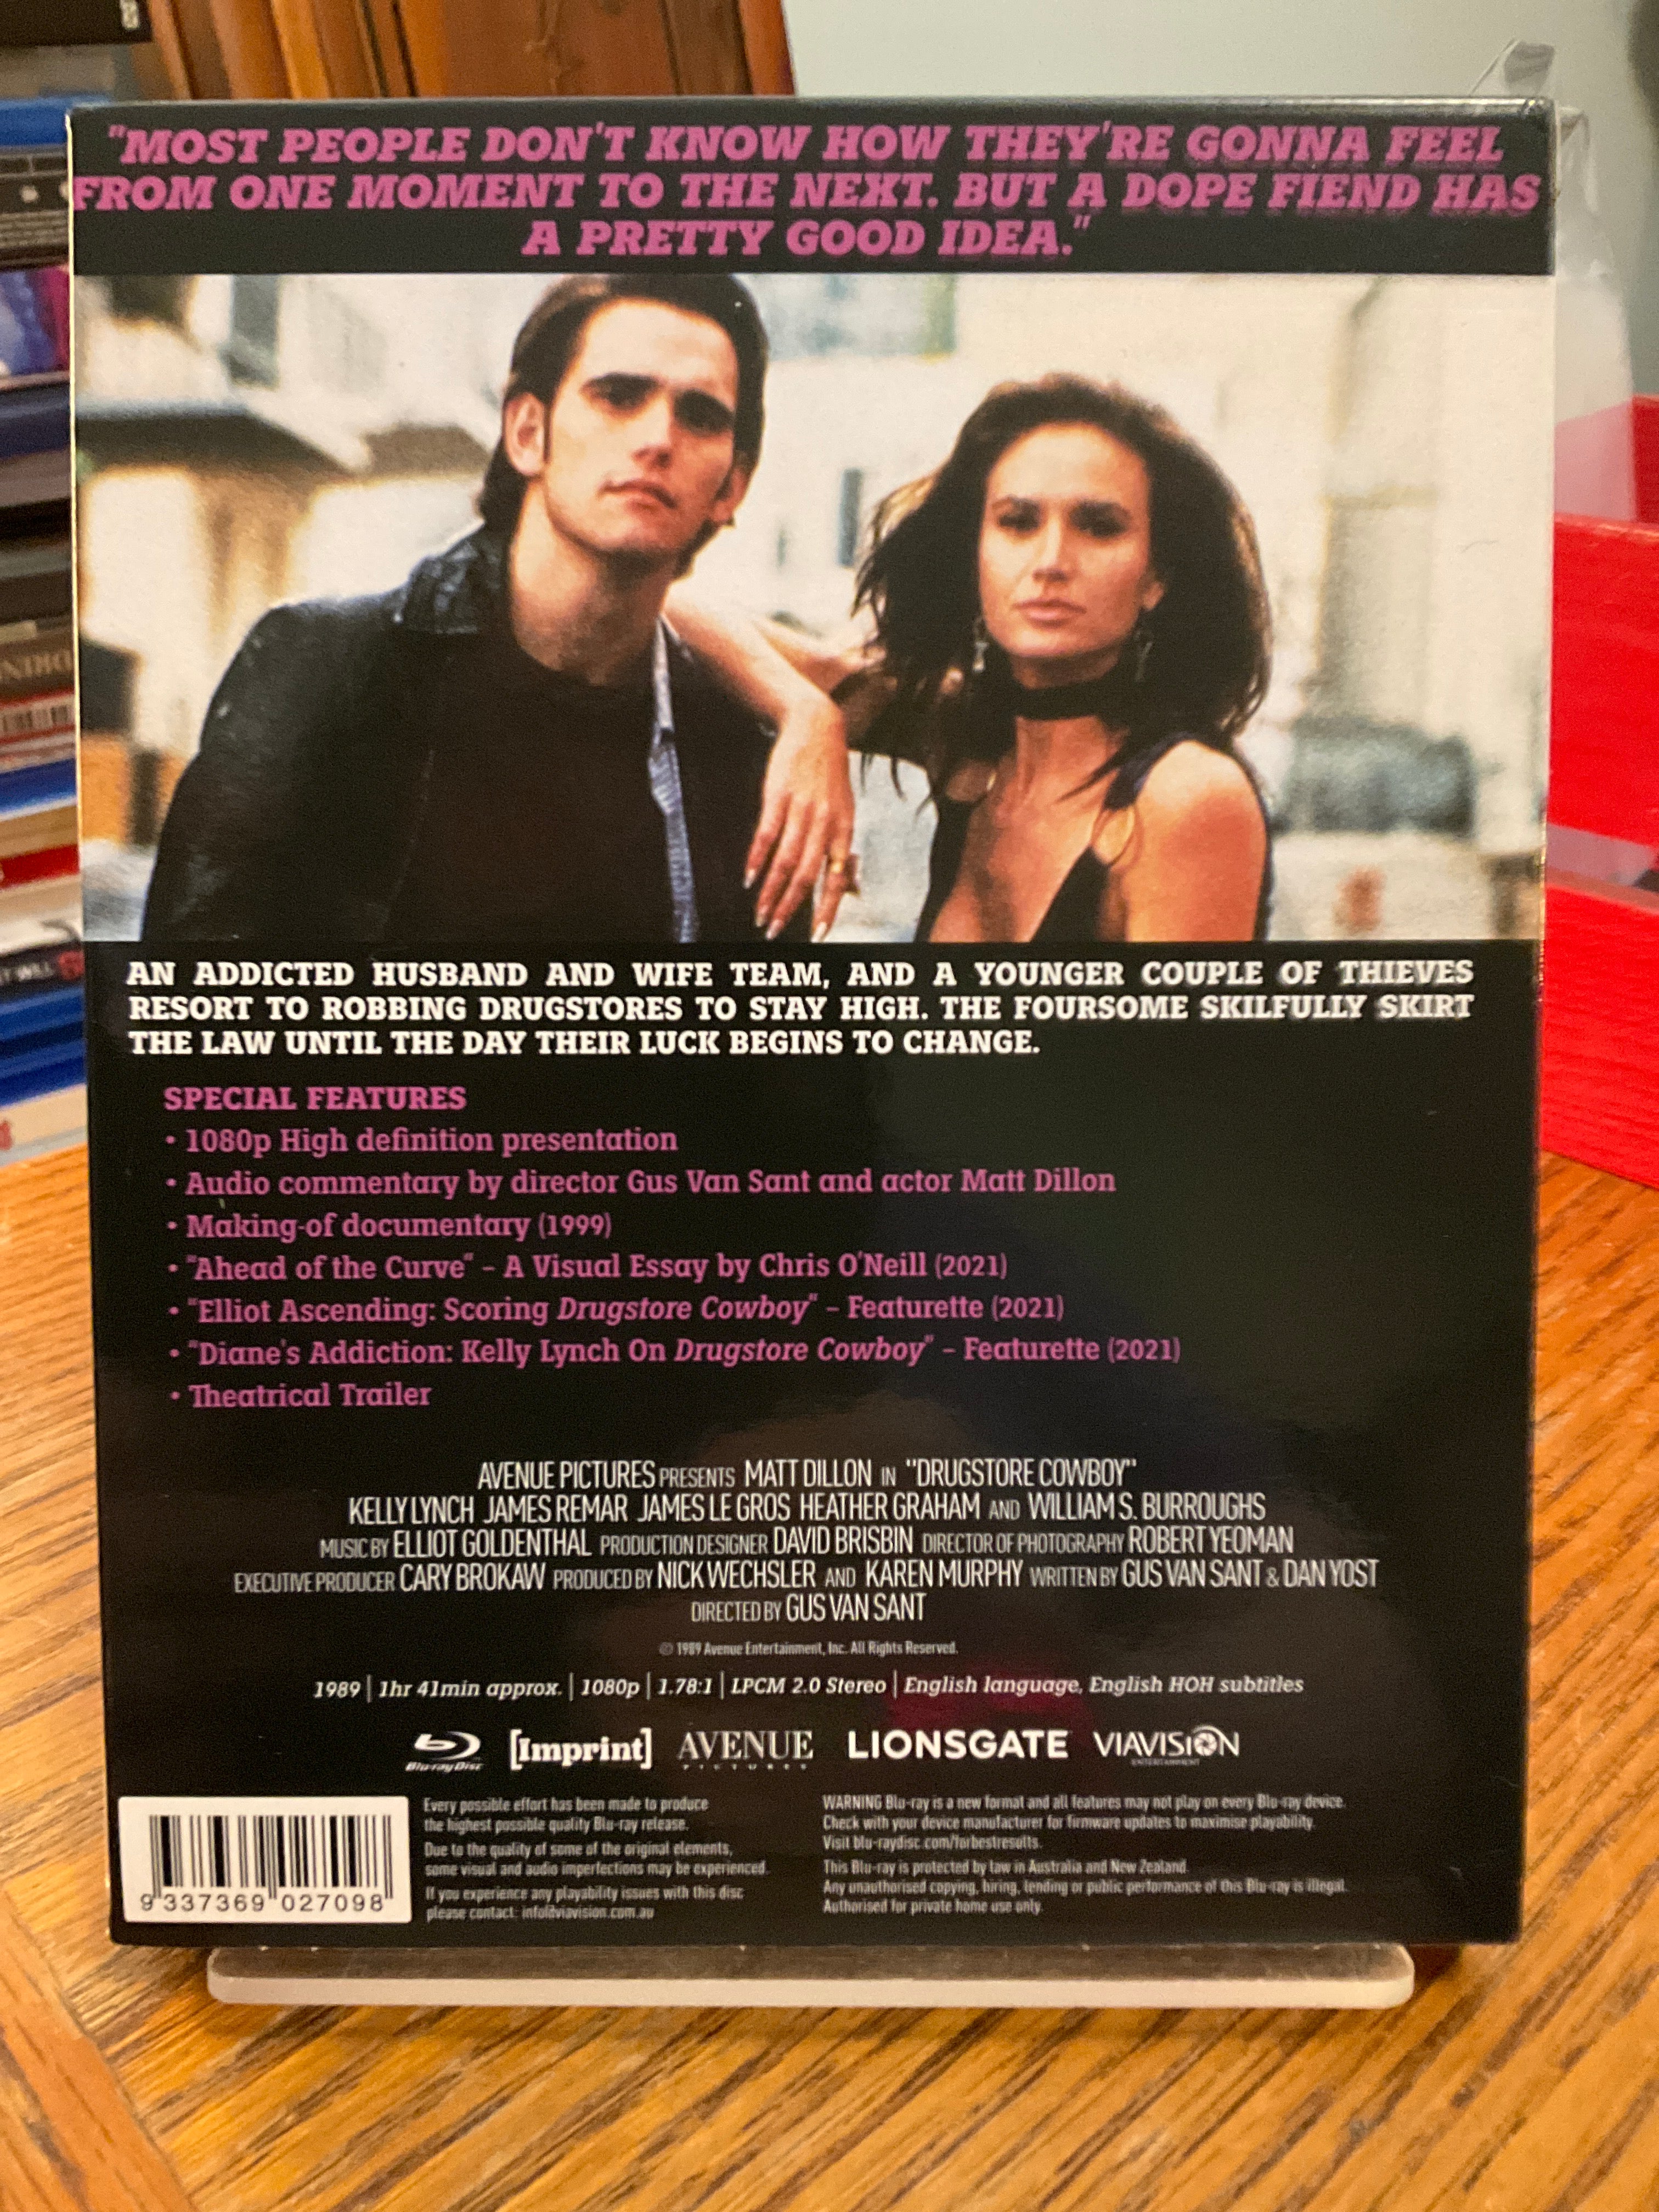 "MOST PEOPLE DON'T KNOW HOW THEY'RE GONNA FEEL
FROM ONE MOMENT TO THE NEXT. BUT A DOPE FIEND HAS
A PRETTY GOOD IDEA."
AN ADDICTED HUSBAND AND WIFE TEAM, AND A YOUNGER COUPLE OF THIEVES
RESORT TO ROBBING DRUGSTORES TO STAY HIGH. THE FOURSOME SKILFULLY SKIRT
THE LAW UNTIL THE DAY THEIR LUCK BEGINS TO CHANGE.
SPECIAL FEATURES
• 1080p High definition presentation
• Audio commentary by director Gus Van Sant and actor Matt Dillon
• Making-of documentary (1999)
• "Ahead of the Curve" – A Visual Essay by Chris O'Neill (2021)
• "Elliot Ascending: Scoring Drugstore Cowboy" – Featurette (2021)
• "Diane's Addiction: Kelly Lynch On Drugstore Cowboy" – Featurette (2021)
• Theatrical Trailer
AVENUE PICTURES PRESENTS MATT DILLON IN "DRUGSTORE COWBOY"
KELLY LYNCH JAMES REMAR JAMES LE GROS HEATHER GRAHAM AND WILLIAM S. BURROUGHS
MUSIC BY ELLIOT GOLDENTHAL PRODUCTION DESIGNER DAVID BRISBIN DIRECTOR OF PHOTOGRAPHY ROBERT YEOMAN
EXECUTIVE PRODUCER CARY BROKAW PRODUCED BY NICK WECHSLER AND KAREN MURPHY WRITTEN BY GUS VAN SANT & DAN YOST
DIRECTED BY GUS VAN SANT
© 1989 Avenue Entertainment, Inc. All Rights Reserved.
1989 | 1hr 41min approx. | 1080p | 1.78:1 | LPCM 2.0 Stereo | English language, English HOH subtitles
Blu-ray Disc [Imprint] AVENUE PICTURES LIONSGATE VIAVISION ENTERTAINMENT
Every possible effort has been made to produce
the highest possible quality Blu-ray release.
Due to the quality of some of the original elements,
some visual and audio imperfections may be experienced.
If you experience any playability issues with this disc
please contact: info@viavision.com.au
WARNING Blu-ray is a new format and all features may not play on every Blu-ray device.
Check with your device manufacturer for firmware updates to maximise playability.
Visit blu-raydisc.com/forbestresults.
This Blu-ray is protected by law in Australia and New Zealand.
Any unauthorised copying, hiring, lending or public performance of this Blu-ray is illegal.
Authorised for private home use only.
9 337369 027098